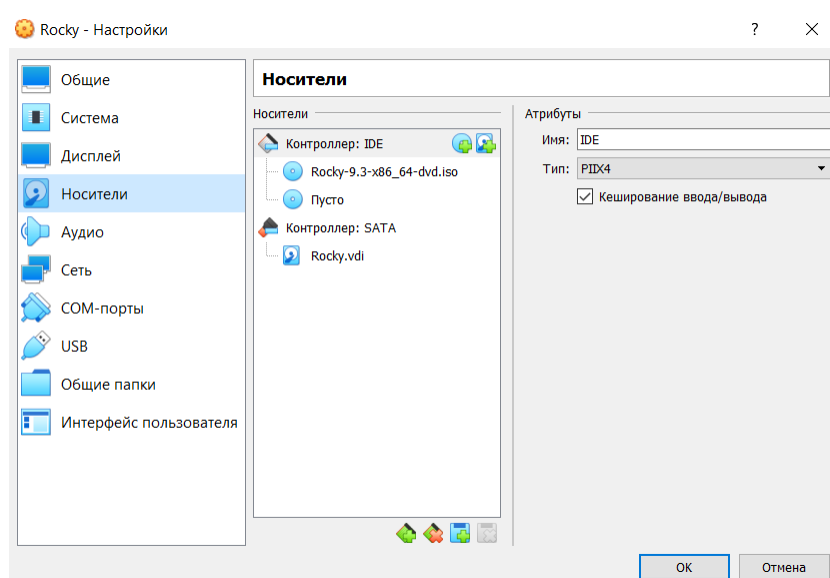 Rocky - Настройки
?
Общие
Система
Дисплей
Носители
Аудио
Сеть
COM-порты
USB
Общие папки
Интерфейс пользователя
Носители
Носители
Контроллер: IDE
Rocky-9.3-x86_64-dvd.iso
Пусто
Контроллер: SATA
Rocky.vdi
Атрибуты
Имя: IDE
Тип: PIIX4
Кеширование ввода/вывода
OK
Отмена